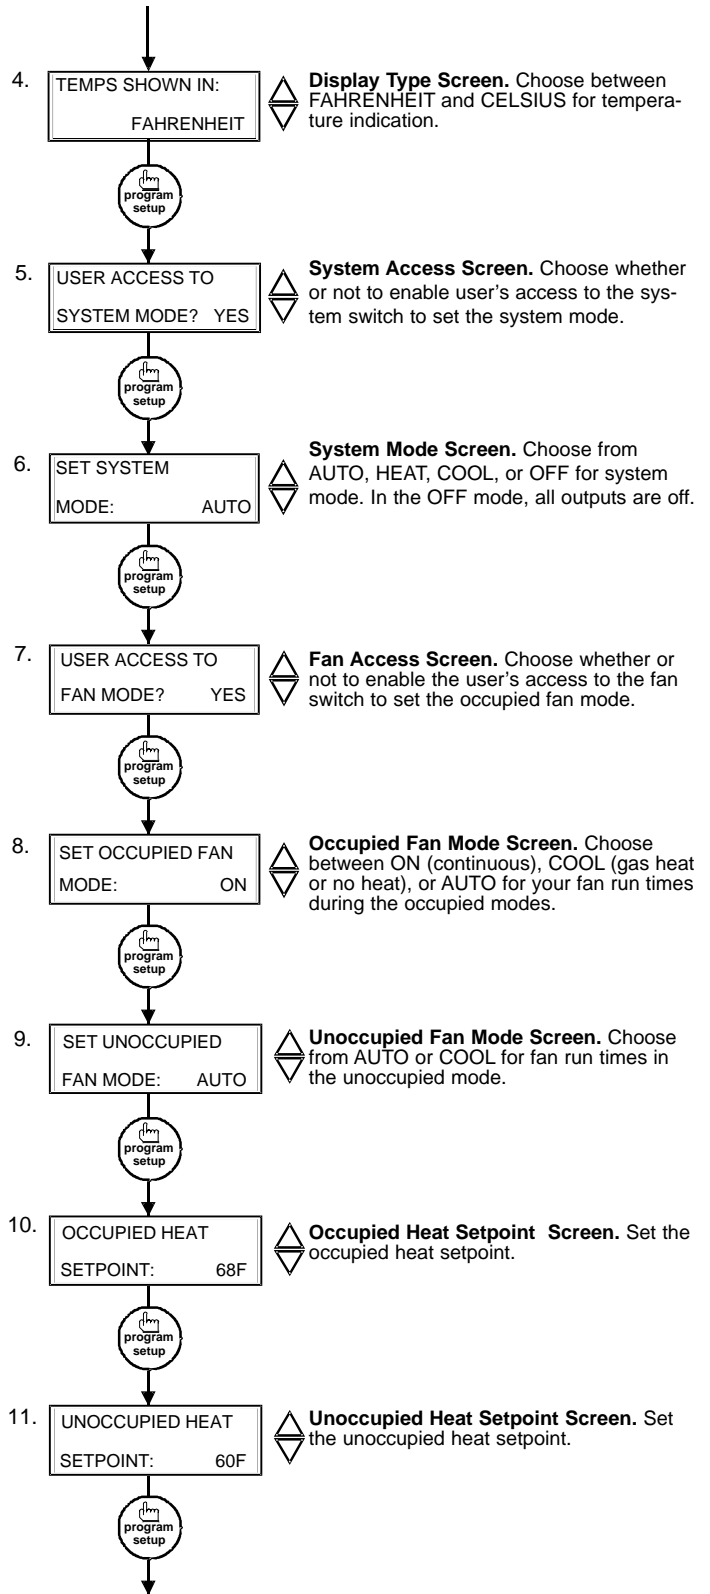 4.
TEMPS SHOWN IN:
FAHRENHEIT
Display Type Screen. Choose between
FAHRENHEIT and CELSIUS for tempera-
ture indication.
program
setup
5.
USER ACCESS TO
SYSTEM MODE? YES
System Access Screen. Choose whether
or not to enable user's access to the sys-
tem switch to set the system mode.
program
setup
6.
SET SYSTEM
MODE: AUTO
System Mode Screen. Choose from
AUTO, HEAT, COOL, or OFF for system
mode. In the OFF mode, all outputs are off.
program
setup
7.
USER ACCESS TO
FAN MODE? YES
Fan Access Screen. Choose whether or
not to enable the user's access to the fan
switch to set the occupied fan mode.
program
setup
8.
SET OCCUPIED FAN
MODE: ON
Occupied Fan Mode Screen. Choose
between ON (continuous), COOL (gas heat
or no heat), or AUTO for your fan run times
during the occupied modes.
program
setup
9.
SET UNOCCUPIED
FAN MODE: AUTO
Unoccupied Fan Mode Screen. Choose
from AUTO or COOL for fan run times in
the unoccupied mode.
program
setup
10.
OCCUPIED HEAT
SETPOINT: 68F
Occupied Heat Setpoint Screen. Set the
occupied heat setpoint.
program
setup
11.
UNOCCUPIED HEAT
SETPOINT: 60F
Unoccupied Heat Setpoint Screen. Set
the unoccupied heat setpoint.
program
setup